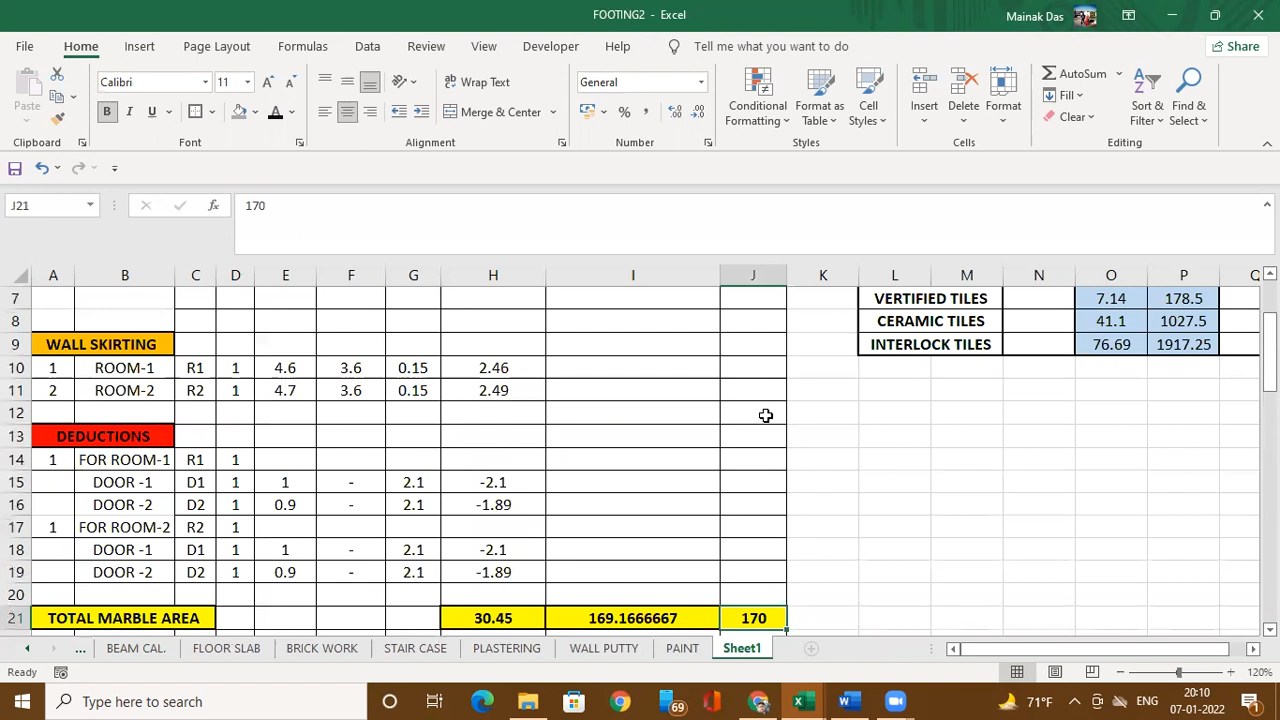 FOOTING2 - Excel
Mainak Das
File Home Insert Page Layout Formulas Data Review View Developer Help Tell me what you want to do Share
Calibri 11 Wrap Text General AutoSum
Fill
Paste B I U Merge & Center % Conditional Formatting Format as Table Cell Styles Insert Delete Format Clear Sort & Filter Find & Select
Clipboard Font Alignment Number Styles Cells Editing
J21 fx 170
A B C D E F G H I J K L M N O P Q
7 VERTIFIED TILES 7.14 178.5
8 CERAMIC TILES 41.1 1027.5
9 WALL SKIRTING INTERLOCK TILES 76.69 1917.25
10 1 ROOM-1 R1 1 4.6 3.6 0.15 2.46
11 2 ROOM-2 R2 1 4.7 3.6 0.15 2.49
12
13 DEDUCTIONS
14 1 FOR ROOM-1 R1 1
15 DOOR -1 D1 1 1 - 2.1 -2.1
16 DOOR -2 D2 1 0.9 - 2.1 -1.89
17 1 FOR ROOM-2 R2 1
18 DOOR -1 D1 1 1 - 2.1 -2.1
19 DOOR -2 D2 1 0.9 - 2.1 -1.89
20
21 TOTAL MARBLE AREA 30.45 169.1666667 170
... BEAM CAL. FLOOR SLAB BRICK WORK STAIR CASE PLASTERING WALL PUTTY PAINT Sheet1
Ready 120%
Type here to search 69 71°F ENG 20:10
07-01-2022 1